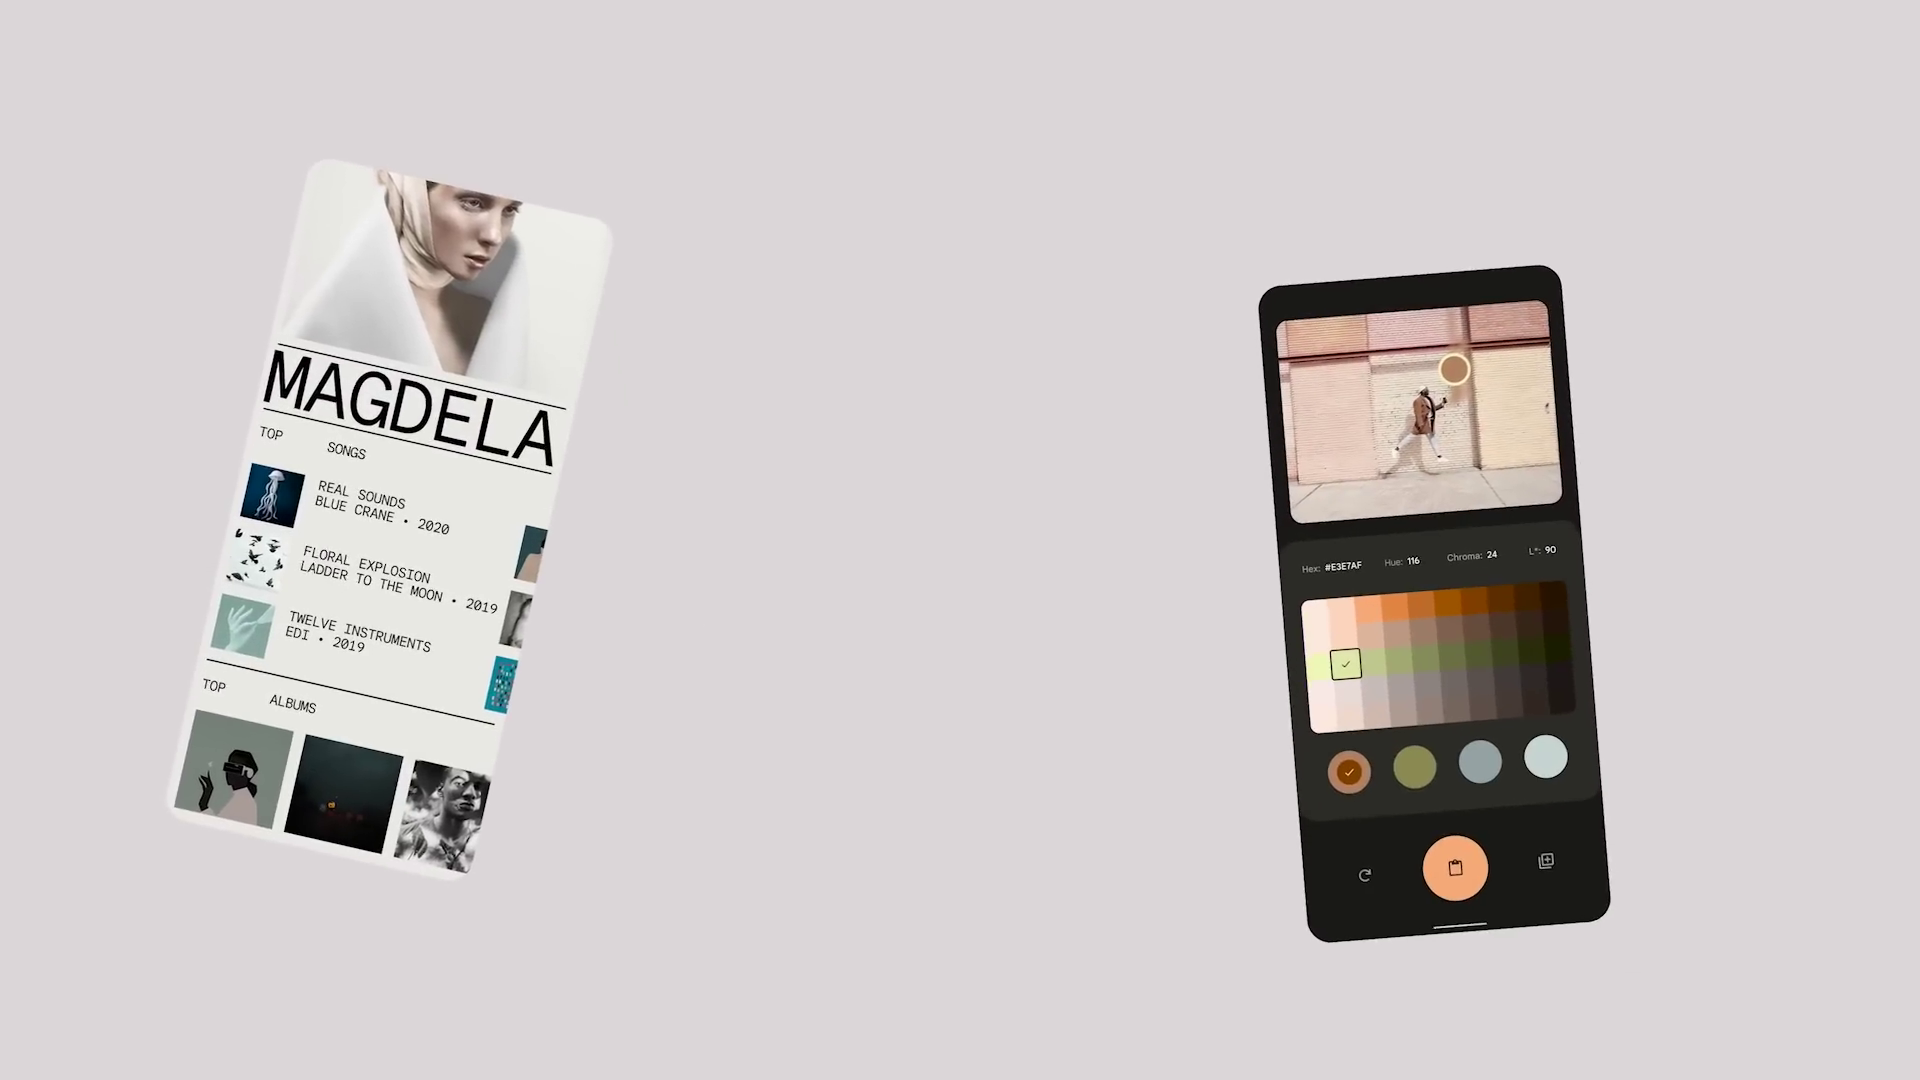 MAGDELA
TOP SONGS
REAL SOUNDS
BLUE CRANE • 2020
FLORAL EXPLOSION
LADDER TO THE MOON • 2019
TWELVE INSTRUMENTS
EDI • 2019
TOP ALBUMS
Hex: #E3E7AF Hue: 116 Chroma: 24 L*: 90